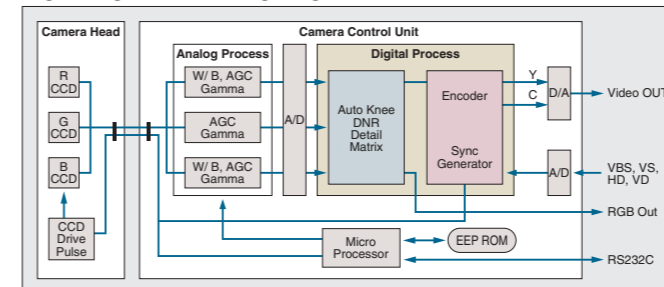 Camera Head
Camera Control Unit
Analog Process
Digital Process
R
CCD
G
CCD
B
CCD
CCD
Drive
Pulse
W/ B, AGC
Gamma
AGC
Gamma
W/ B, AGC
Gamma
A/D
Auto Knee
DNR
Detail
Matrix
Encoder
Sync
Generator
Y
C
D/A
Video OUT
A/D
VBS, VS,
HD, VD
RGB Out
Micro
Processor
EEP ROM
RS232C